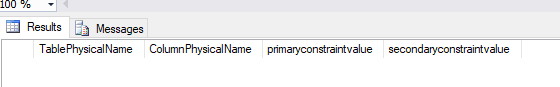 100 %
Results Messages
TablePhysicalName ColumnPhysicalName primaryconstraintvalue secondaryconstraintvalue